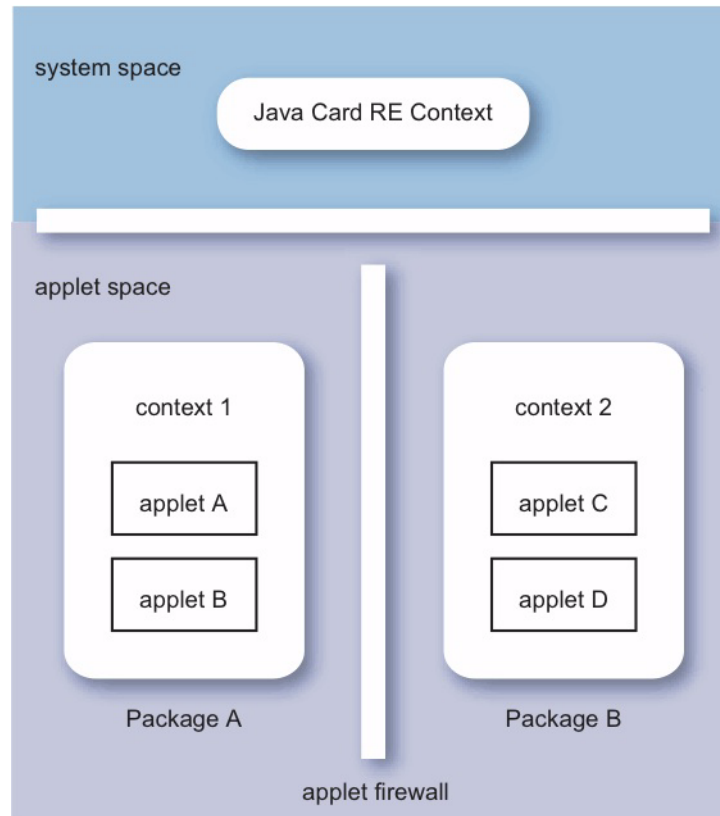 system space
Java Card RE Context
applet space
context 1
applet A
applet B
Package A
context 2
applet C
applet D
Package B
applet firewall